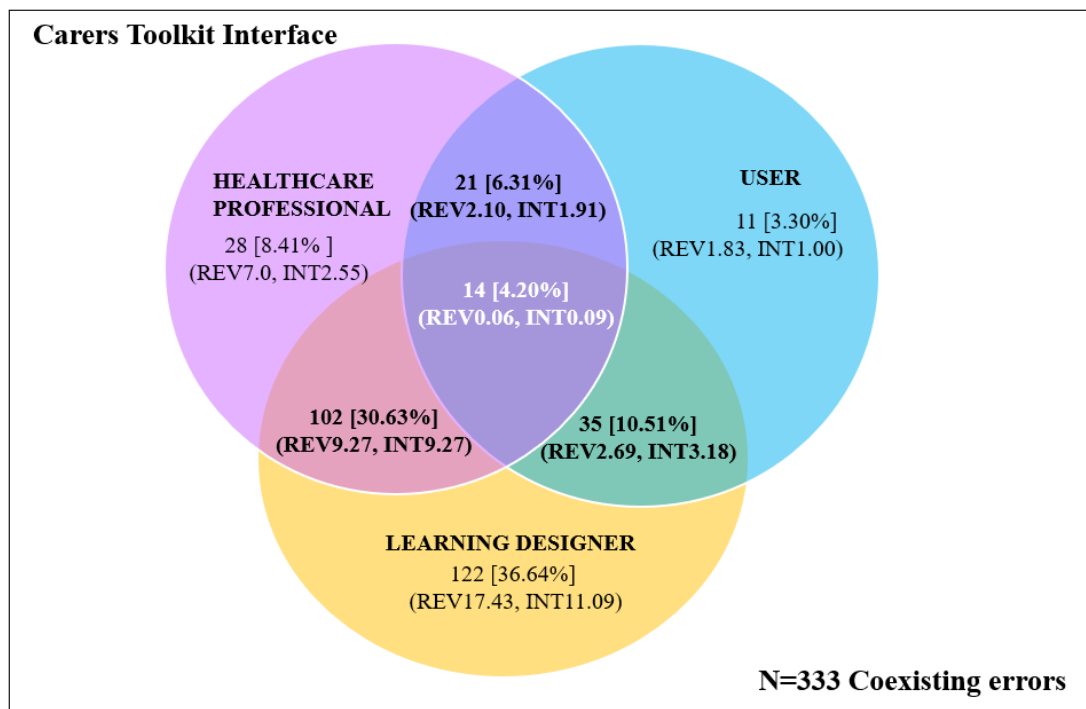 Carers Toolkit Interface
HEALTHCARE
PROFESSIONAL
28 [8.41% ]
(REV7.0, INT2.55)
21 [6.31%]
(REV2.10, INT1.91)
USER
11 [3.30%]
(REV1.83, INT1.00)
14 [4.20%]
(REV0.06, INT0.09)
102 [30.63%]
(REV9.27, INT9.27)
35 [10.51%]
(REV2.69, INT3.18)
LEARNING DESIGNER
122 [36.64%]
(REV17.43, INT11.09)
N=333 Coexisting errors